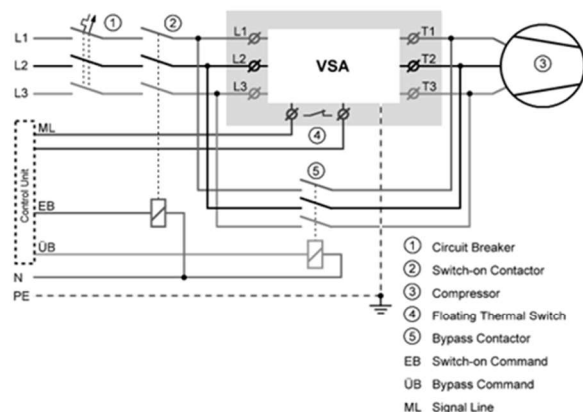 ① ②
L1 L1 T1
L2 L2 VSA T2 ③
L3 L3 T3
ML ④
Control Unit
⑤
EB
ÜB
N
PE
① Circuit Breaker
② Switch-on Contactor
③ Compressor
④ Floating Thermal Switch
⑤ Bypass Contactor
EB Switch-on Command
ÜB Bypass Command
ML Signal Line